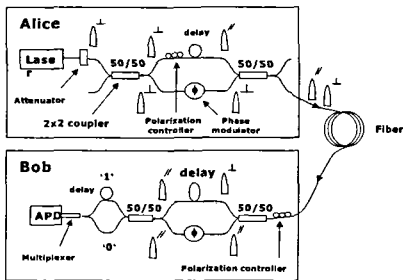 Alice
⊥ ⊥ delay //
Laser
50/50 50/50
Attenuator
⊥ ⊥ ϕ
2x2 coupler
Polarization controller
Phase modulator
// ⊥
Fiber
Bob
'1' // delay ⊥
delay
50/50 50/50
APD
'0' // ϕ //
Multiplexer
Polarization controller